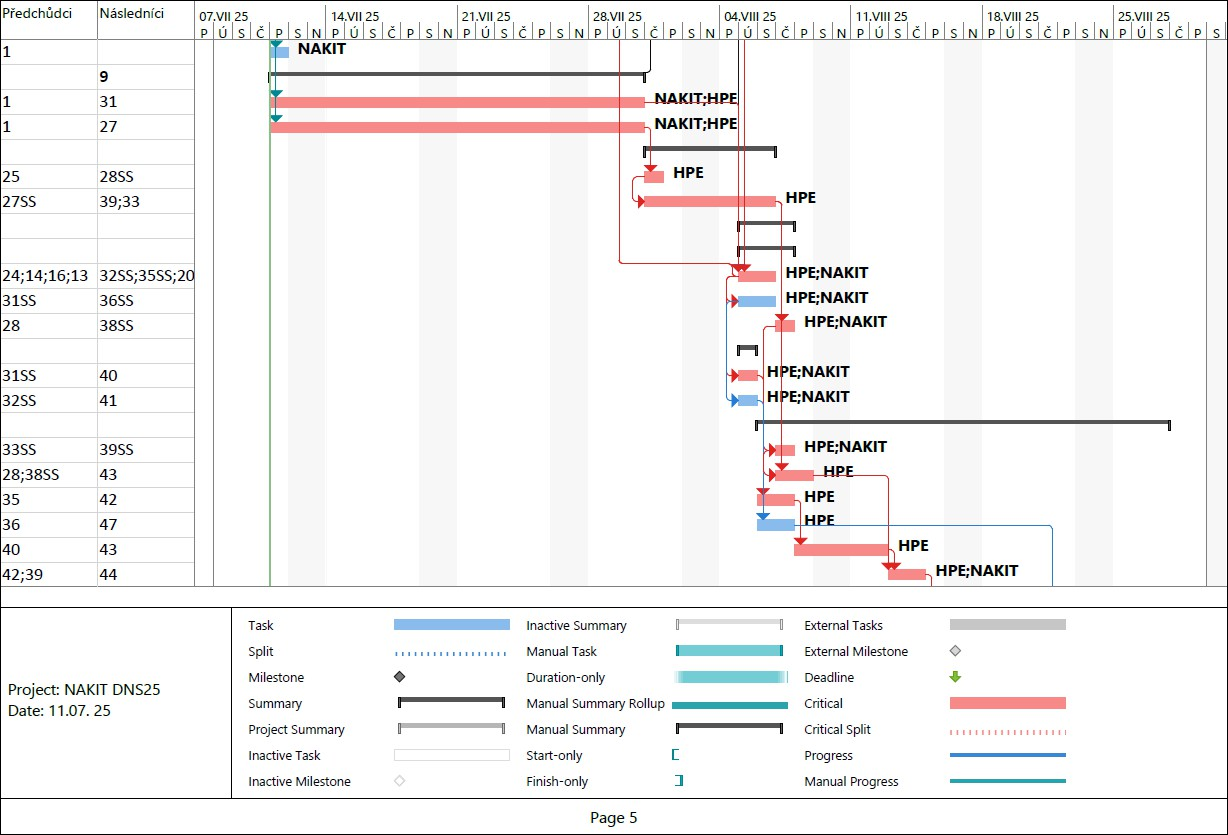 Předchůdci Následníci 07.VII 25 14.VII 25 21.VII 25 28.VII 25 04.VIII 25 11.VIII 25 18.VIII 25 25.VIII 25
P Ú S Č P S N P Ú S Č P S N P Ú S Č P S N P Ú S Č P S N P Ú S Č P S N P Ú S Č P S N P Ú S Č P S N P Ú S Č P S
1 NAKIT
9
1 31 NAKIT;HPE
1 27 NAKIT;HPE
25 28SS HPE
27SS 39;33 HPE
24;14;16;13 32SS;35SS;20 HPE;NAKIT
31SS 36SS HPE;NAKIT
28 38SS HPE;NAKIT
31SS 40 HPE;NAKIT
32SS 41 HPE;NAKIT
33SS 39SS HPE;NAKIT
28;38SS 43 HPE
35 42 HPE
36 47 HPE
40 43 HPE
42;39 44 HPE;NAKIT
Project: NAKIT DNS25
Date: 11.07. 25
Task Inactive Summary External Tasks
Split Manual Task External Milestone
Milestone Duration-only Deadline
Summary Manual Summary Rollup Critical
Project Summary Manual Summary Critical Split
Inactive Task Start-only Progress
Inactive Milestone Finish-only Manual Progress
Page 5